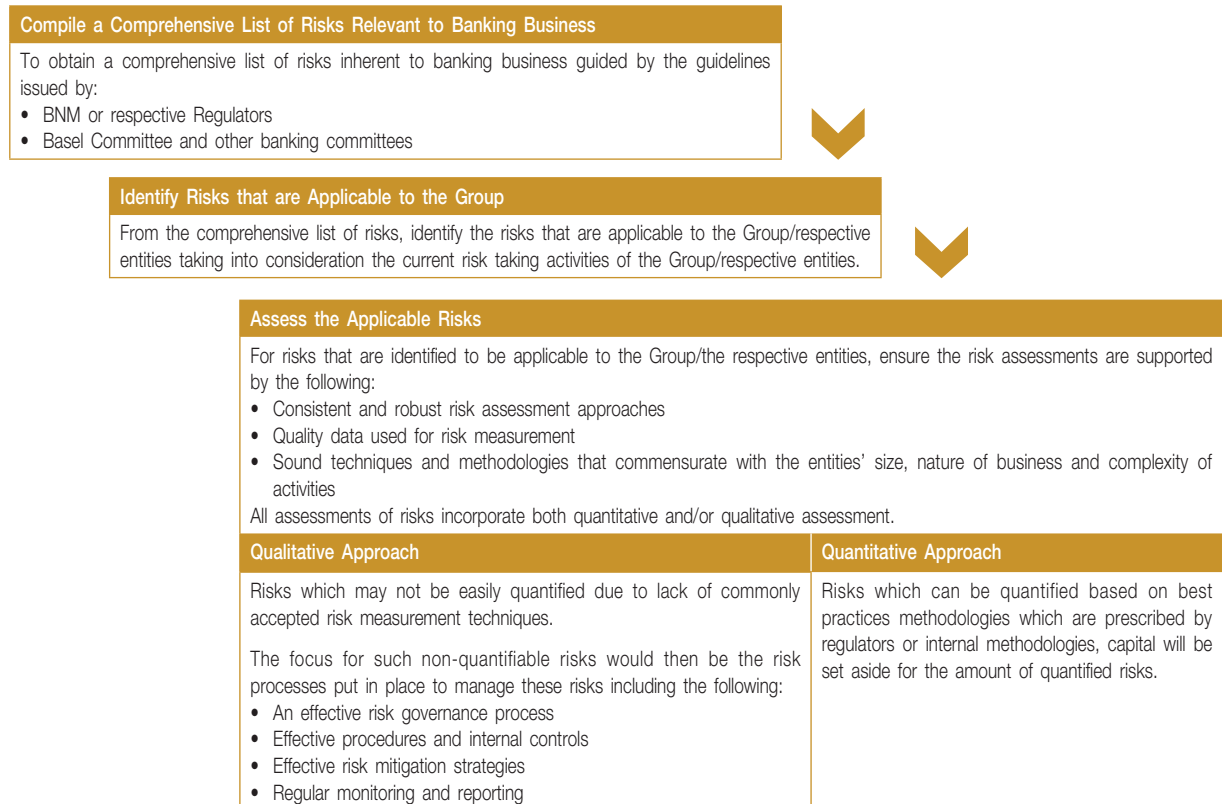 Compile a Comprehensive List of Risks Relevant to Banking Business
To obtain a comprehensive list of risks inherent to banking business guided by the guidelines
issued by:
• BNM or respective Regulators
• Basel Committee and other banking committees
Identify Risks that are Applicable to the Group
From the comprehensive list of risks, identify the risks that are applicable to the Group/respective
entities taking into consideration the current risk taking activities of the Group/respective entities.
Assess the Applicable Risks
For risks that are identified to be applicable to the Group/the respective entities, ensure the risk assessments are supported
by the following:
• Consistent and robust risk assessment approaches
• Quality data used for risk measurement
• Sound techniques and methodologies that commensurate with the entities' size, nature of business and complexity of
activities
All assessments of risks incorporate both quantitative and/or qualitative assessment.
Qualitative Approach
Risks which may not be easily quantified due to lack of commonly
accepted risk measurement techniques.
The focus for such non-quantifiable risks would then be the risk
processes put in place to manage these risks including the following:
• An effective risk governance process
• Effective procedures and internal controls
• Effective risk mitigation strategies
• Regular monitoring and reporting
Quantitative Approach
Risks which can be quantified based on best
practices methodologies which are prescribed by
regulators or internal methodologies, capital will be
set aside for the amount of quantified risks.